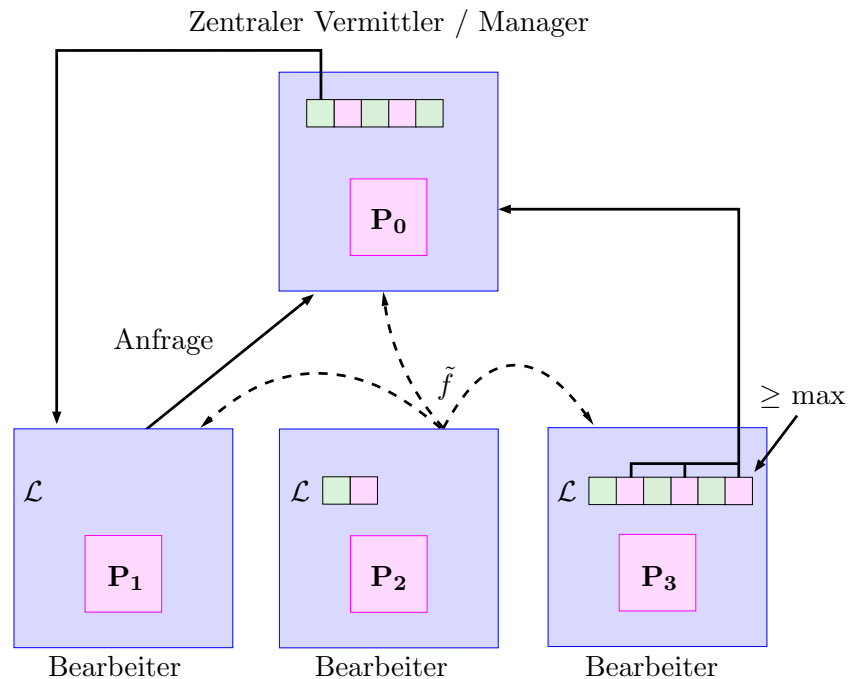 Zentraler Vermittler / Manager
P₀
Anfrage
f̃
≥ max
ℒ
ℒ
ℒ
P₁
P₂
P₃
Bearbeiter
Bearbeiter
Bearbeiter